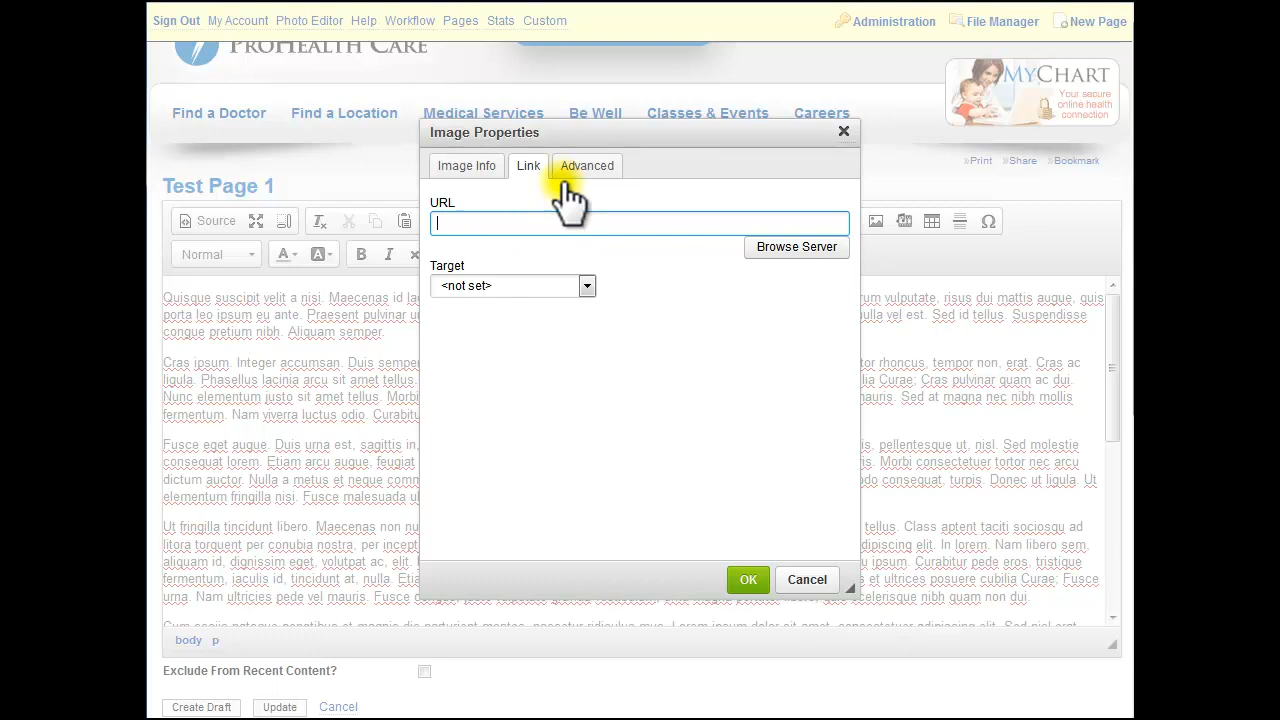 Sign Out My Account Photo Editor Help Workflow Pages Stats Custom Administration File Manager New Page
PROHEALTH CARE
MYCHART
Your secure
online health
connection
Find a Doctor Find a Location Medical Services Be Well Classes & Events Careers
Image Properties
»Print »Share »Bookmark
Image Info Link Advanced
Test Page 1
URL
Source
Browse Server
Normal A A B I
Target
<not set>
Quisque suscipit velit a nisi. Maecenas id la rum vulputate, risus dui mattis augue, quis
porta leo ipsum eu ante. Praesent pulvinar u ulla vel est. Sed id tellus. Suspendisse
congue pretium nibh. Aliquam semper.
Cras ipsum. Integer accumsan. Duis semper tor rhoncus, tempor non, erat. Cras ac
ligula. Phasellus lacinia arcu sit amet tellus ilia Curae; Cras pulvinar quam ac dui.
Nunc elementum justo sit amet tellus. Morbi Sed at magna nec nibh mollis
fermentum. Nam viverra luctus odio. Curabitu
Fusce eget augue. Duis urna est, sagittis in, s, pellentesque ut, nisl. Sed molestie
consequat lorem. Etiam arcu augue, feugiat Morbi consectetuer tortor nec arcu
dictum auctor. Nulla a metus et neque comm do consequat, turpis. Donec ut ligula. Ut
elementum fringilla nisi. Fusce malesuada ul
Ut fringilla tincidunt libero. Maecenas non nu tellus. Class aptent taciti sociosqu ad
litora torquent per conubia nostra, per incept dipiscing elit. In lorem. Nam libero sem,
aliquam id, dignissim eget, volutpat ac, elit. Curabitur pede eros, tristique
fermentum, iaculis id, tincidunt at, nulla. Etia et ultrices posuere cubilia Curae; Fusce
urna. Nam ultricies pede vel mauris. Fusce
OK Cancel
body p
Exclude From Recent Content?
Create Draft Update Cancel